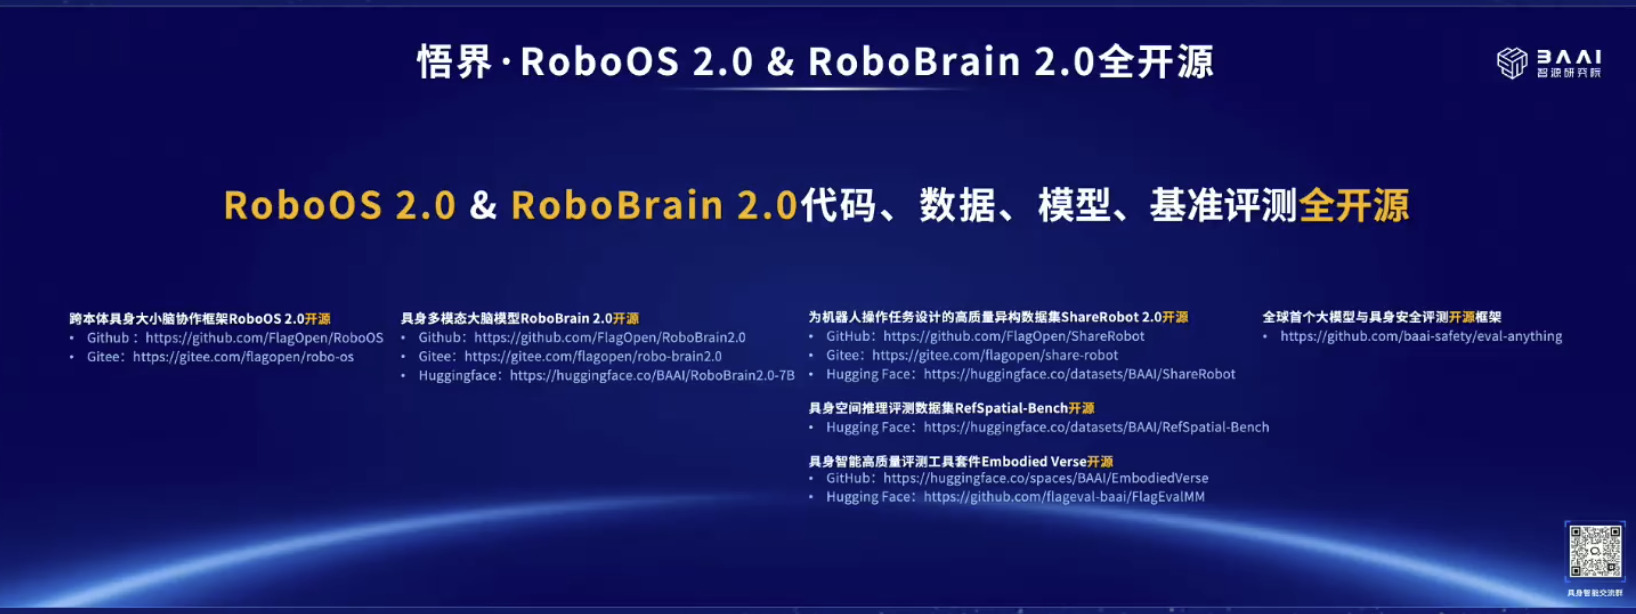 悟界·RoboOS 2.0 & RoboBrain 2.0全开源
BAAI
智源研究院
RoboOS 2.0 & RoboBrain 2.0代码、数据、模型、基准评测全开源
跨本体具身大小脑协作框架RoboOS 2.0开源
• Github：https://github.com/FlagOpen/RoboOS
• Gitee：https://gitee.com/flagopen/robo-os
具身多模态大脑模型RoboBrain 2.0开源
• Github：https://github.com/FlagOpen/RoboBrain2.0
• Gitee：https://gitee.com/flagopen/robo-brain2.0
• Huggingface：https://huggingface.co/BAAI/RoboBrain2.0-7B
为机器人操作任务设计的高质量异构数据集ShareRobot 2.0开源
• GitHub：https://github.com/FlagOpen/ShareRobot
• Gitee：https://gitee.com/flagopen/share-robot
• Hugging Face：https://huggingface.co/datasets/BAAI/ShareRobot
具身空间推理评测数据集RefSpatial-Bench开源
• Hugging Face：https://huggingface.co/datasets/BAAI/RefSpatial-Bench
具身智能高质量评测工具套件Embodied Verse开源
• GitHub：https://huggingface.co/spaces/BAAI/EmbodiedVerse
• Hugging Face：https://github.com/flageval-baai/FlagEvalMM
全球首个大模型与具身安全评测开源框架
• https://github.com/baai-safety/eval-anything
具身智能交流群